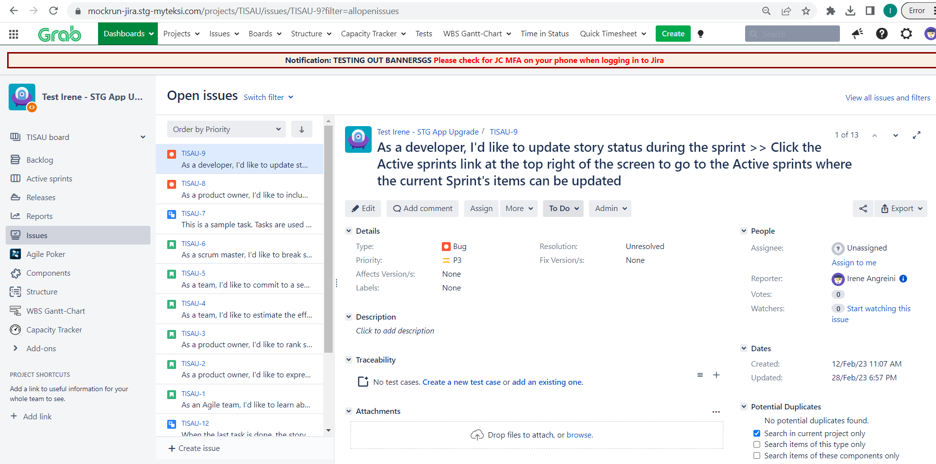 mockrun-jira.stg-myteksi.com/projects/TISAU/issues/TISAU-9?filter=allopenissues
Error
Grab
Dashboards Projects Issues Boards Structure Capacity Tracker Tests WBS Gantt-Chart Time in Status Quick Timesheet Create
Notification: TESTING OUT BANNERSGS Please check for JC MFA on your phone when logging in to Jira
Test Irene - STG App U...
TISAU board
Backlog
Active sprints
Releases
Reports
Issues
Agile Poker
Components
Structure
WBS Gantt-Chart
Capacity Tracker
Add-ons
PROJECT SHORTCUTS
Add a link to useful information for your
whole team to see.
+ Add link
Open issues Switch filter
View all issues and filters
Order by Priority
TISAU-9
As a developer, I'd like to update st...
TISAU-8
As a product owner, I'd like to inclu...
TISAU-7
This is a sample task. Tasks are used ...
TISAU-6
As a scrum master, I'd like to break s...
TISAU-5
As a team, I'd like to commit to a se...
TISAU-4
As a team, I'd like to estimate the eff...
TISAU-3
As a product owner, I'd like to rank s...
TISAU-2
As a product owner, I'd like to expre...
TISAU-1
As an Agile team, I'd like to learn ab...
TISAU-12
When the last task is done, the story
+ Create issue
Test Irene - STG App Upgrade / TISAU-9
1 of 13
As a developer, I'd like to update story status during the sprint >> Click the
Active sprints link at the top right of the screen to go to the Active sprints where
the current Sprint's items can be updated
Edit Add comment Assign More To Do Admin Export
Details
Type: Bug Resolution: Unresolved
Priority: P3 Fix Version/s: None
Affects Version/s: None
Labels: None
Description
Click to add description
Traceability
No test cases. Create a new test case or add an existing one.
Attachments
Drop files to attach, or browse.
People
Assignee: Unassigned
Assign to me
Reporter: Irene Angreini
Votes: 0
Watchers: 0 Start watching this
issue
Dates
Created: 12/Feb/23 11:07 AM
Updated: 28/Feb/23 6:57 PM
Potential Duplicates
No potential duplicates found.
Search in current project only
Search items of this type only
Search items of these components only